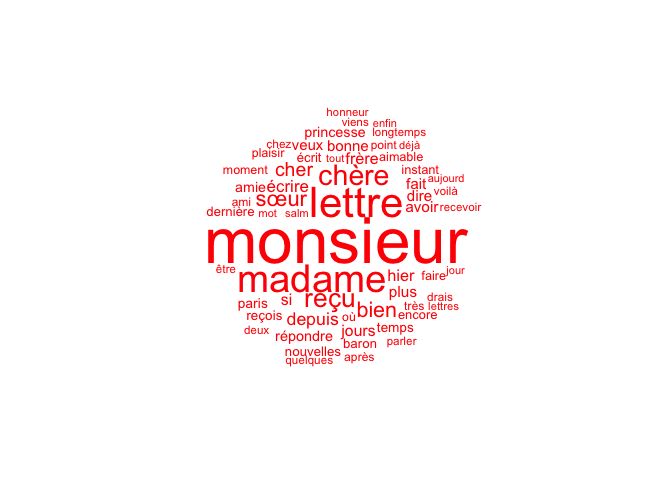 honneur
viens enfin
princesse longtemps
chez veux bonne point déjà
plaisir écrit tout frère aimable
moment cher chère instant
amie écrire fait aujourd
ami sœur lettre dire voilà
dernière mot salm avoir recevoir
monsieur
être madame hier faire jour
paris si reçu plus drais
reçois depuis où bien très lettres
encore
deux répondre jours temps
nouvelles baron parler
quelques après